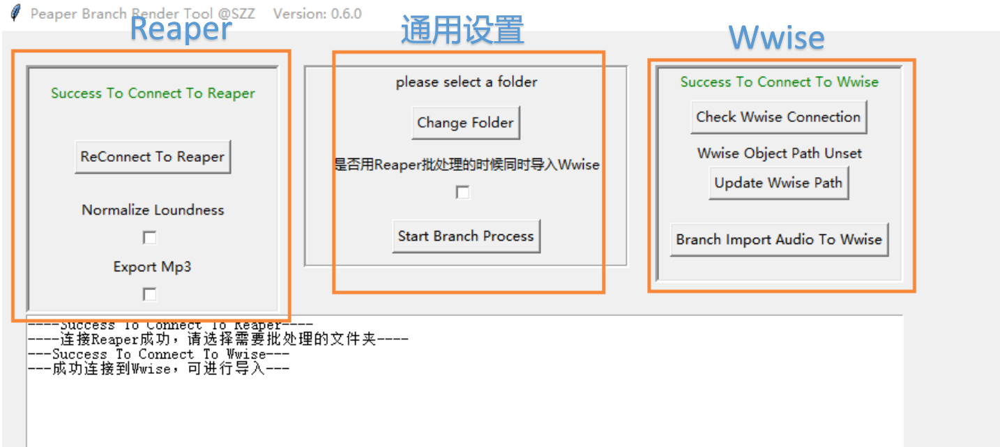 Peaper Branch Render Tool @SZZ Version: 0.6.0
Reaper
通用设置
Wwise
Success To Connect To Reaper
ReConnect To Reaper
Normalize Loundness
Export Mp3
please select a folder
Change Folder
是否用Reaper批处理的时候同时导入Wwise
Start Branch Process
Success To Connect To Wwise
Check Wwise Connection
Wwise Object Path Unset
Update Wwise Path
Branch Import Audio To Wwise
----Success To Connect To Reaper----
----连接Reaper成功，请选择需要批处理的文件夹----
---Success To Connect To Wwise---
---成功连接到Wwise，可进行导入---